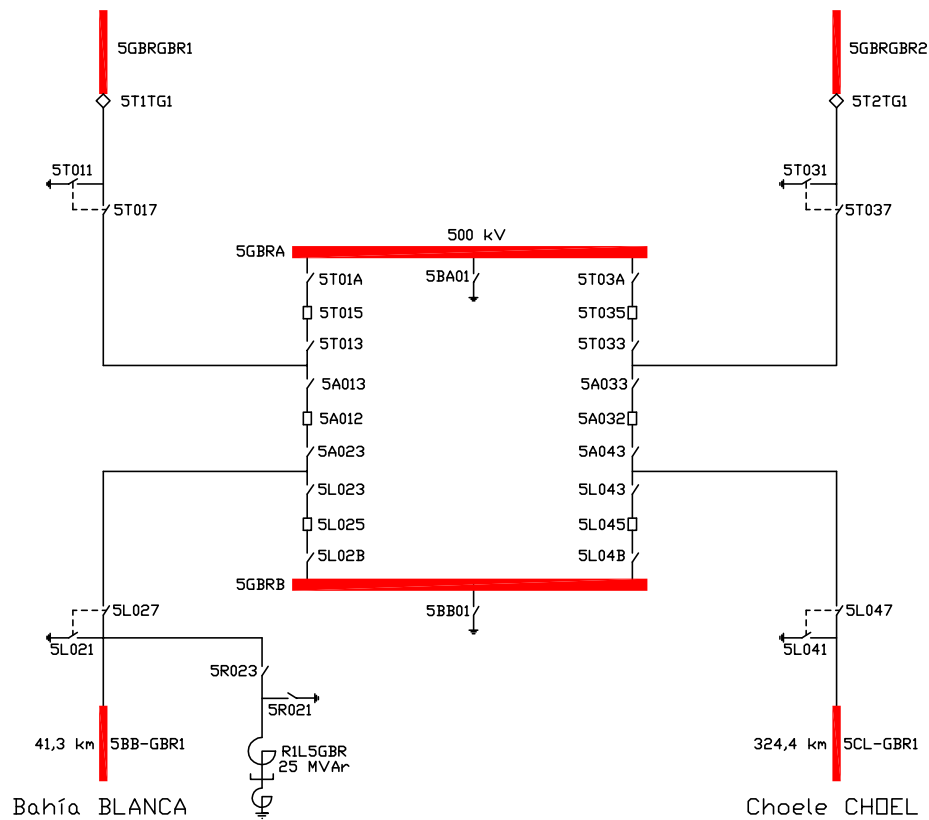 5GBRGBR1
5GBRGBR2
5T1TG1
5T2TG1
5T011
5T031
5T017
5T037
500 kV
5GBRA
5BA01
5T01A
5T03A
5T015
5T035
5T013
5T033
5A013
5A033
5A012
5A032
5A023
5A043
5L023
5L043
5L025
5L045
5L02B
5L04B
5GBRB
5BB01
5L027
5L047
5L021
5L041
5R023
5R021
41,3 km
5BB-GBR1
R1L5GBR
25 MVAr
324,4 km
5CL-GBR1
Bahía BLANCA
Choele CHOEL